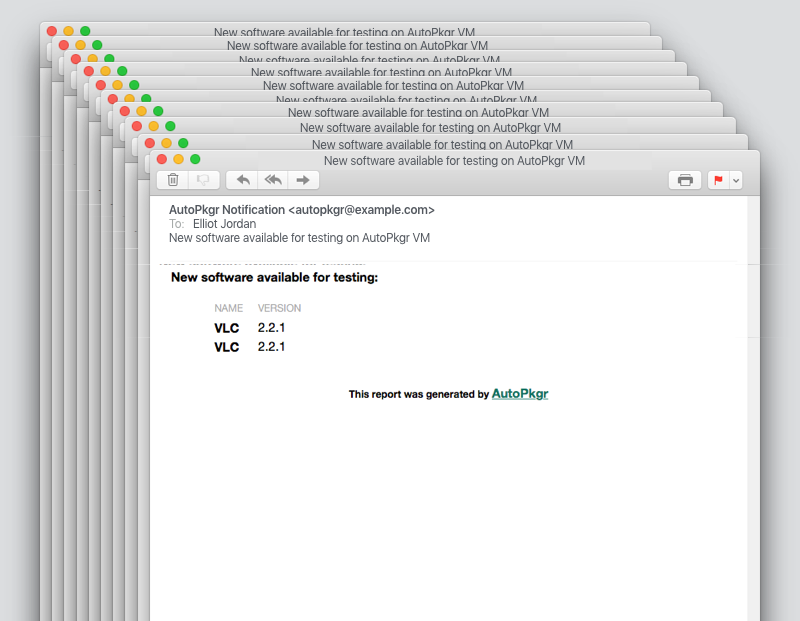 New software available for testing on AutoPkgr VM
New software available for testing on AutoPkgr VM
New software available for testing on AutoPkgr VM
New software available for testing on AutoPkgr VM
New software available for testing on AutoPkgr VM
New software available for testing on AutoPkgr VM
New software available for testing on AutoPkgr VM
New software available for testing on AutoPkgr VM
New software available for testing on AutoPkgr VM
New software available for testing on AutoPkgr VM
AutoPkgr Notification <autopkgr@example.com>
To: Elliot Jordan
New software available for testing on AutoPkgr VM
New software available for testing:
NAME VERSION
VLC 2.2.1
VLC 2.2.1
This report was generated by AutoPkgr